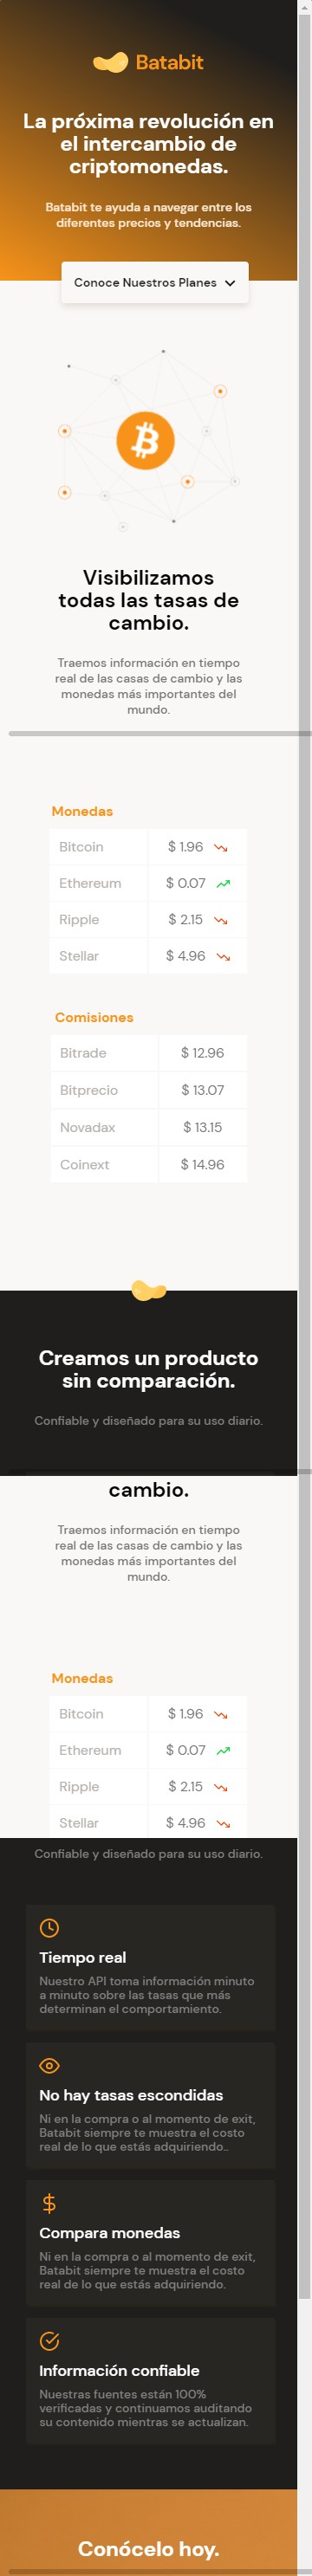 Batabit
La próxima revolución en
el intercambio de
criptomonedas.
Batabit te ayuda a navegar entre los
diferentes precios y tendencias.
Conoce Nuestros Planes
Visibilizamos
todas las tasas de
cambio.
Traemos información en tiempo
real de las casas de cambio y las
monedas más importantes del
mundo.
Monedas
Bitcoin $ 1.96
Ethereum $ 0.07
Ripple $ 2.15
Stellar $ 4.96
Comisiones
Bitrade $ 12.96
Bitprecio $ 13.07
Novadax $ 13.15
Coinext $ 14.96
Creamos un producto
sin comparación.
Confiable y diseñado para su uso diario.
cambio.
Traemos información en tiempo
real de las casas de cambio y las
monedas más importantes del
mundo.
Monedas
Bitcoin $ 1.96
Ethereum $ 0.07
Ripple $ 2.15
Stellar $ 4.96
Confiable y diseñado para su uso diario.
Tiempo real
Nuestro API toma información minuto
a minuto sobre las tasas que más
determinan el comportamiento.
No hay tasas escondidas
Ni en la compra o al momento de exit,
Batabit siempre te muestra el costo
real de lo que estás adquiriendo..
Compara monedas
Ni en la compra o al momento de exit,
Batabit siempre te muestra el costo
real de lo que estás adquiriendo.
Información confiable
Nuestras fuentes están 100%
verificadas y continuamos auditando
su contenido mientras se actualizan.
Conócelo hoy.